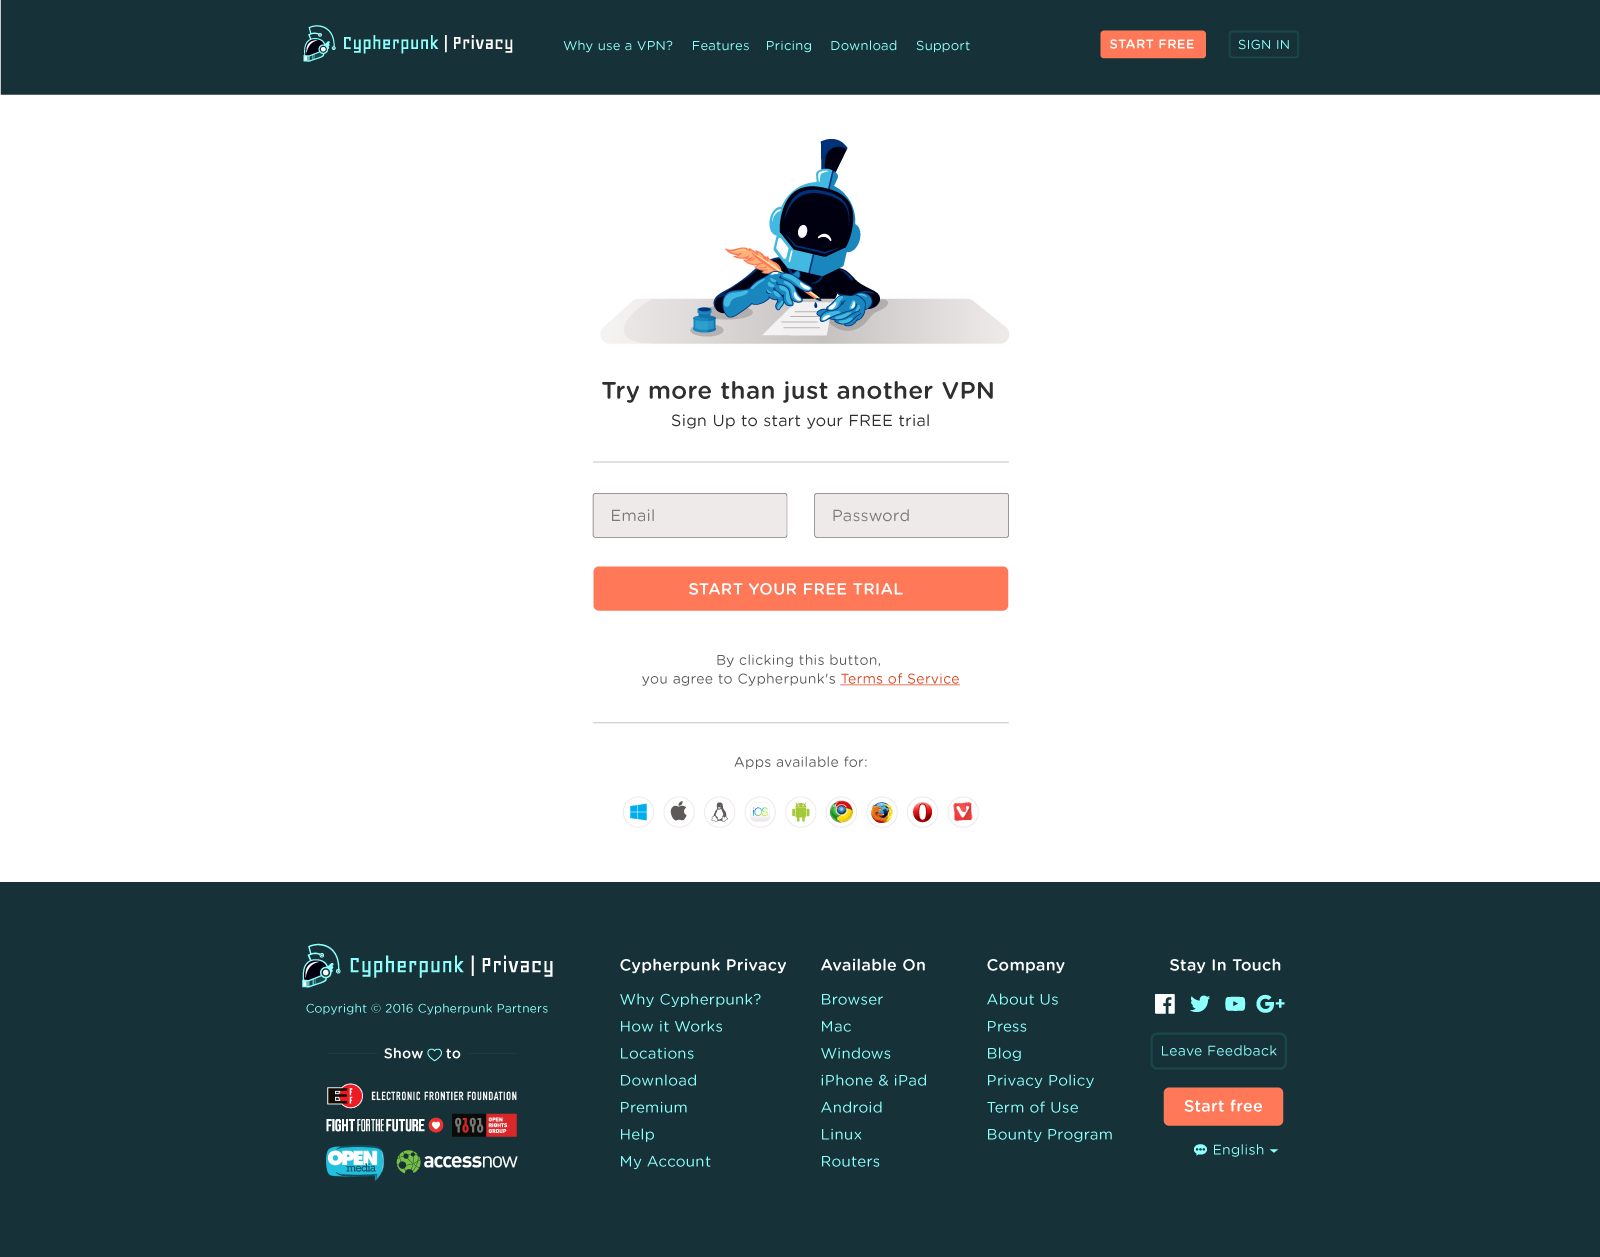 Cypherpunk | Privacy
Why use a VPN? Features Pricing Download Support
START FREE
SIGN IN
Try more than just another VPN
Sign Up to start your FREE trial
Email
Password
START YOUR FREE TRIAL
By clicking this button,
you agree to Cypherpunk's Terms of Service
Apps available for:
iOS
Cypherpunk | Privacy
Copyright © 2016 Cypherpunk Partners
Show to
EFF
ELECTRONIC FRONTIER FOUNDATION
FIGHT FOR THE FUTURE
OPEN
RIGHTS
GROUP
OPEN
media
accessnow
Cypherpunk Privacy
Why Cypherpunk?
How it Works
Locations
Download
Premium
Help
My Account
Available On
Browser
Mac
Windows
iPhone & iPad
Android
Linux
Routers
Company
About Us
Press
Blog
Privacy Policy
Term of Use
Bounty Program
Stay In Touch
G+
Leave Feedback
Start free
English